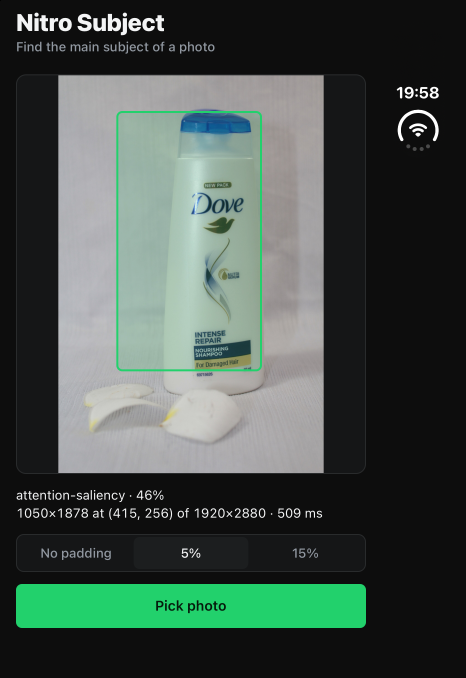 Nitro Subject
Find the main subject of a photo
19:58
NEW PACK
Dove
INTENSE
REPAIR
NOURISHING
SHAMPOO
For Damaged Hair
attention-saliency · 46%
1050×1878 at (415, 256) of 1920×2880 · 509 ms
No padding
5%
15%
Pick photo